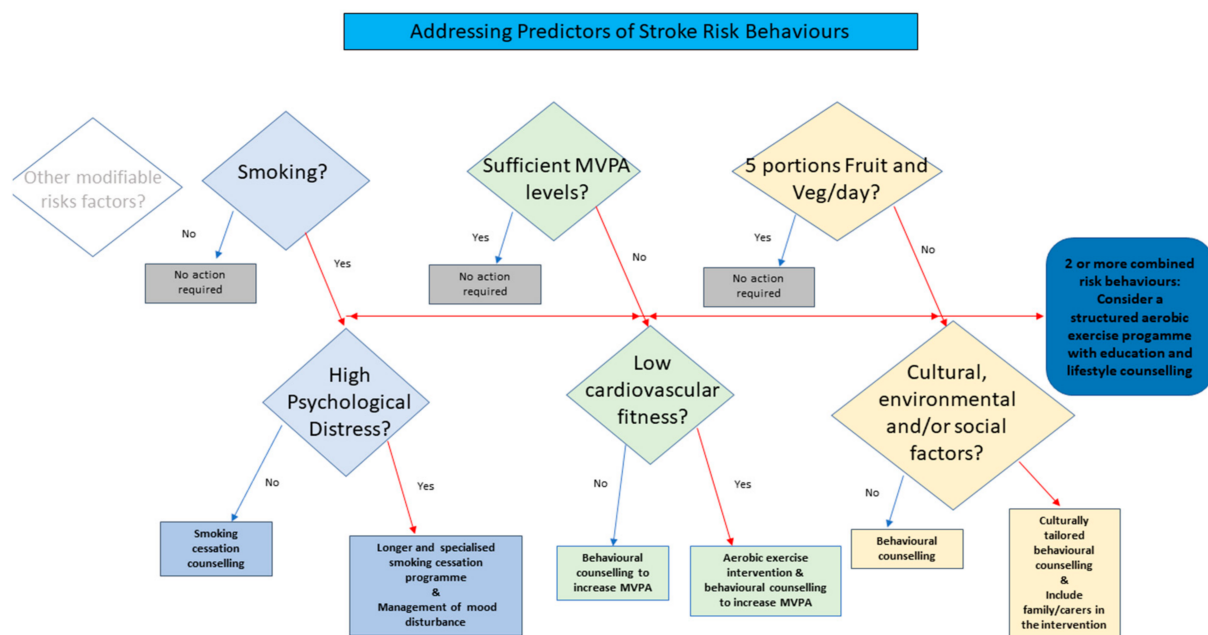 Addressing Predictors of Stroke Risk Behaviours
Other modifiable
risks factors?
Smoking?
Sufficient MVPA
levels?
5 portions Fruit and
Veg/day?
No
Yes
Yes
No
Yes
No
No action
required
No action
required
No action
required
2 or more combined
risk behaviours:
Consider a
structured aerobic
exercise progamme
with education and
lifestyle counselling
High
Psychological
Distress?
Low
cardiovascular
fitness?
Cultural,
environmental
and/or social
factors?
No
Yes
No
Yes
No
Yes
Smoking
cessation
counselling
Longer and specialised
smoking cessation
programme
&
Management of mood
disturbance
Behavioural
counselling to
increase MVPA
Aerobic exercise
intervention &
behavioural counselling
to increase MVPA
Behavioural
counselling
Culturally
tailored
behavioural
counselling
&
Include
family/carers in
the intervention